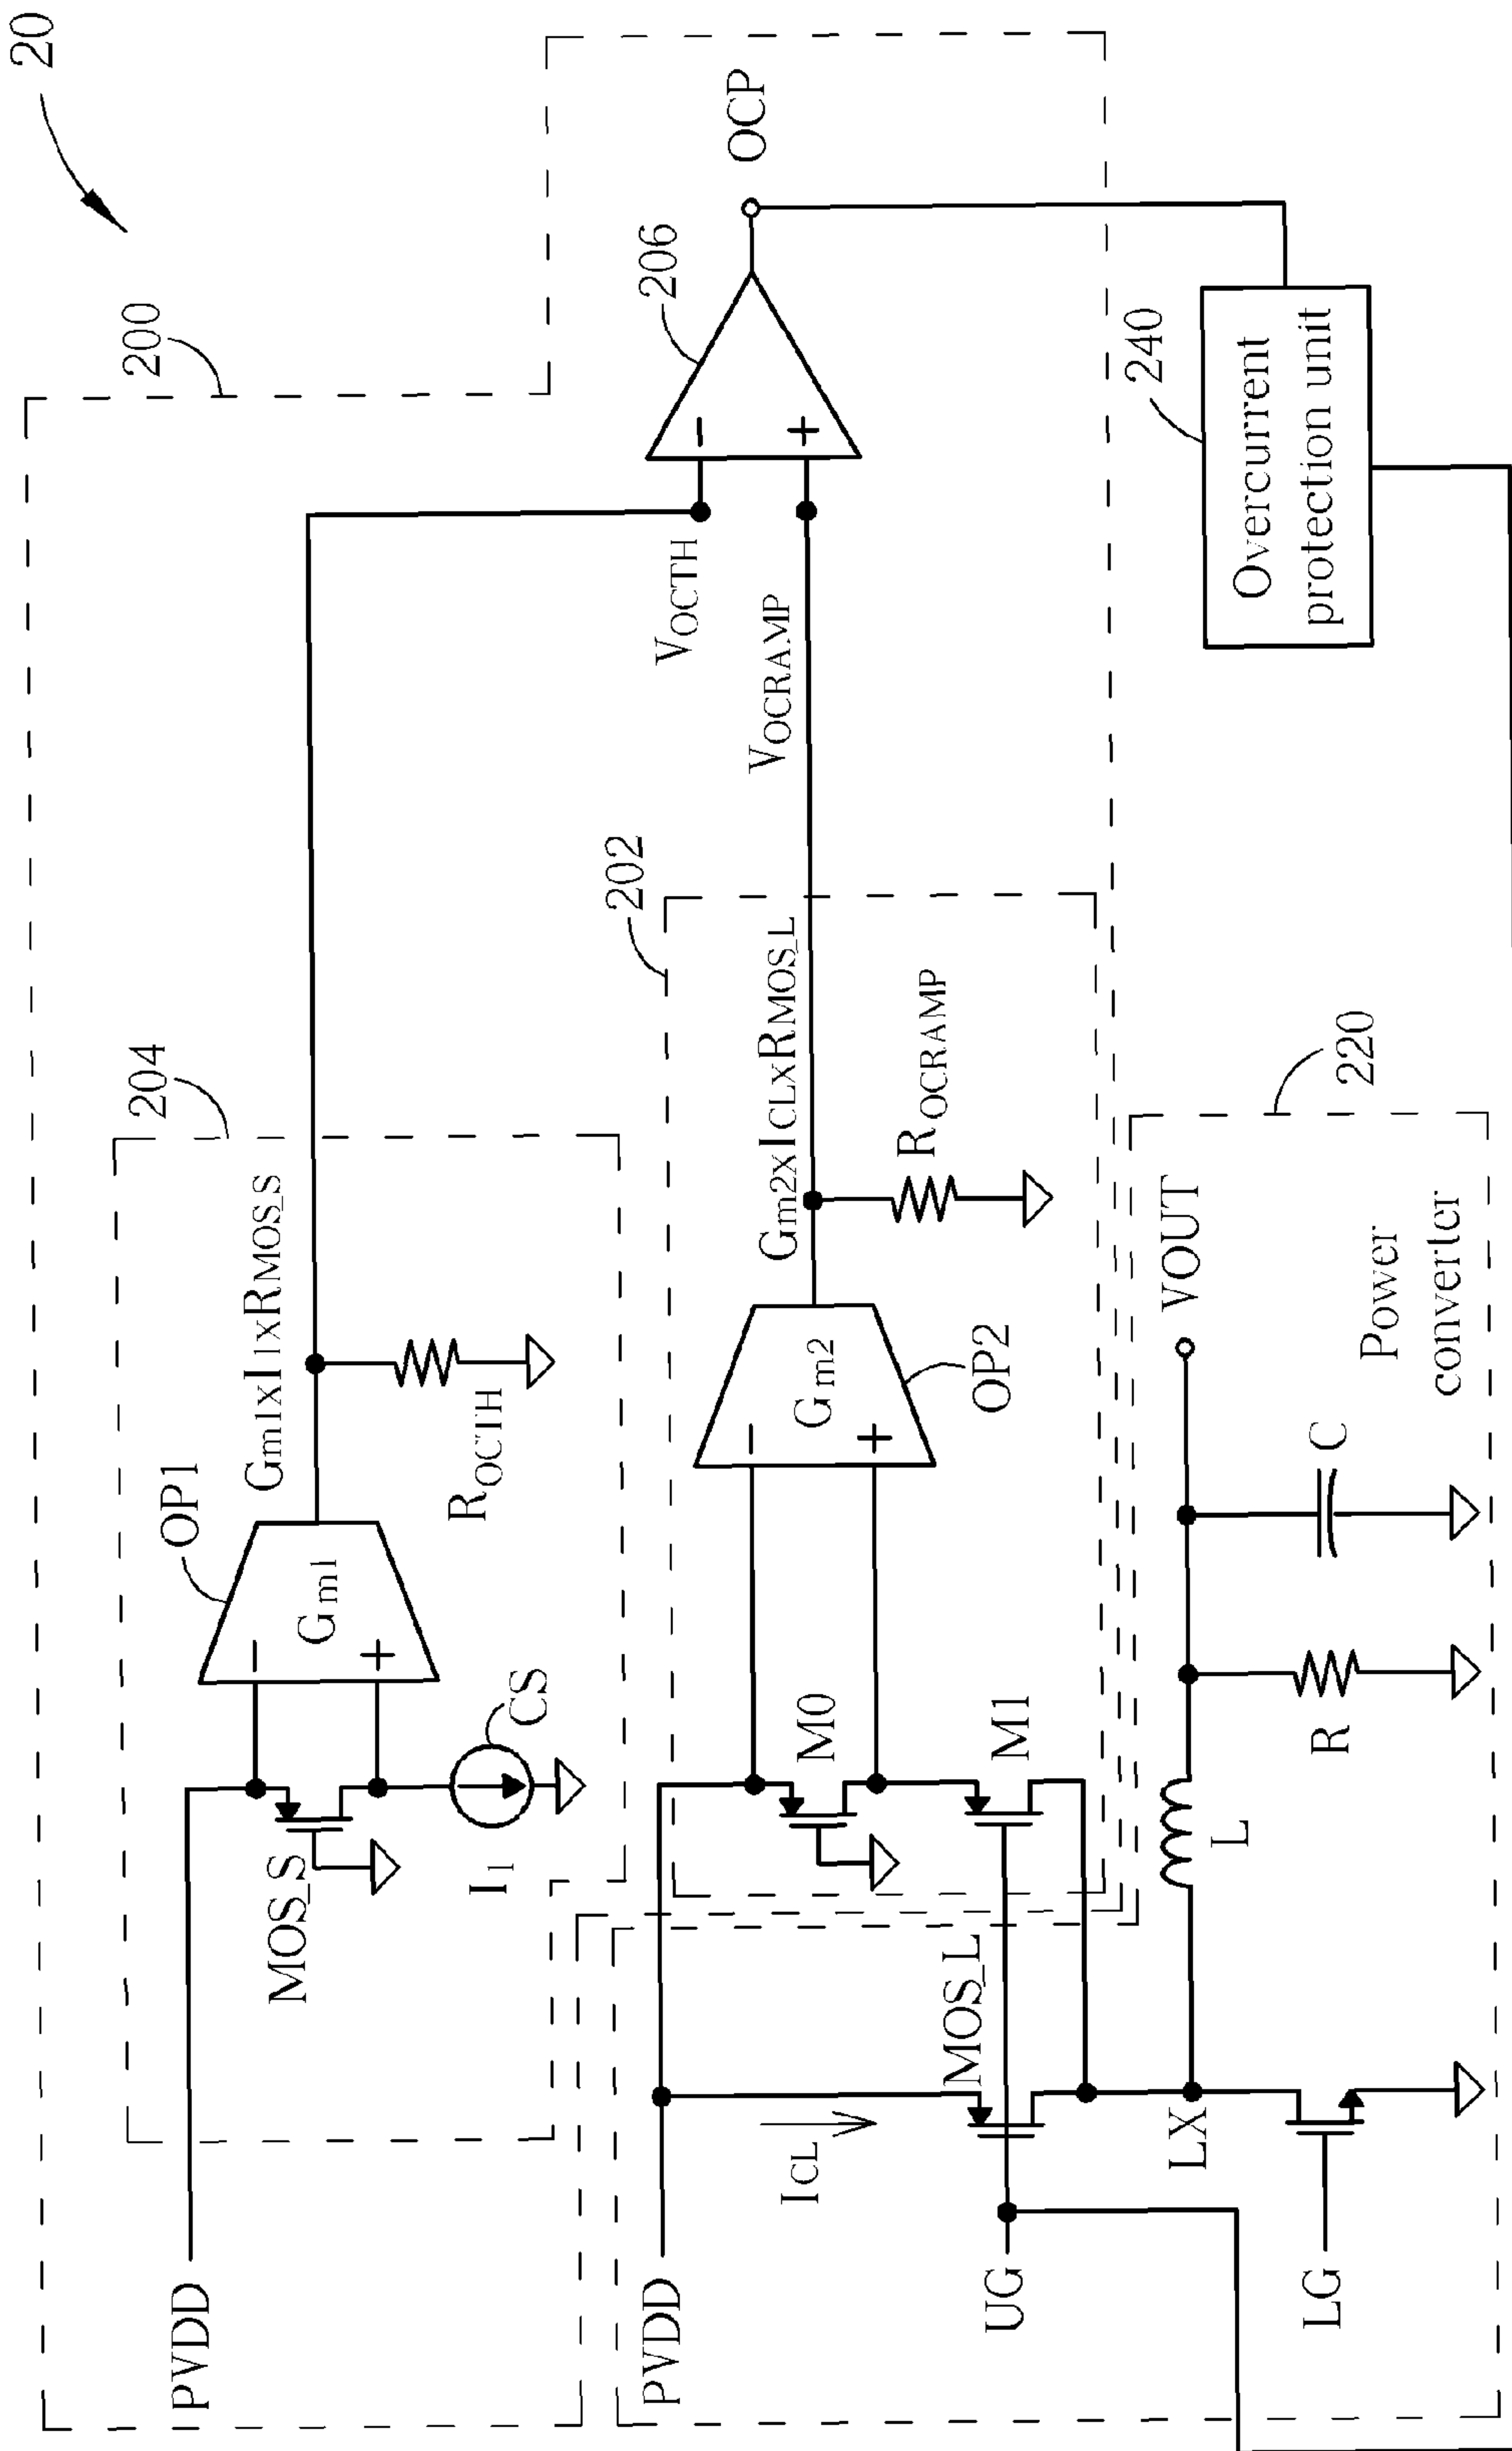 20
200
204
OP1
Gm1xI1xRMOS_S
PVDD
MOS_S
Gm1
−
+
CS
I1
ROCTH
VOCTH
206
−
+
OCP
VOCRAMP
202
Gm2xICLxRMOS_L
PVDD
M0
−
+
Gm2
OP2
ROCRAMP
M1
ICL
MOS_L
UG
LX
L
R
C
VOUT
LG
220
Power
converter
240
Overcurrent
protection unit